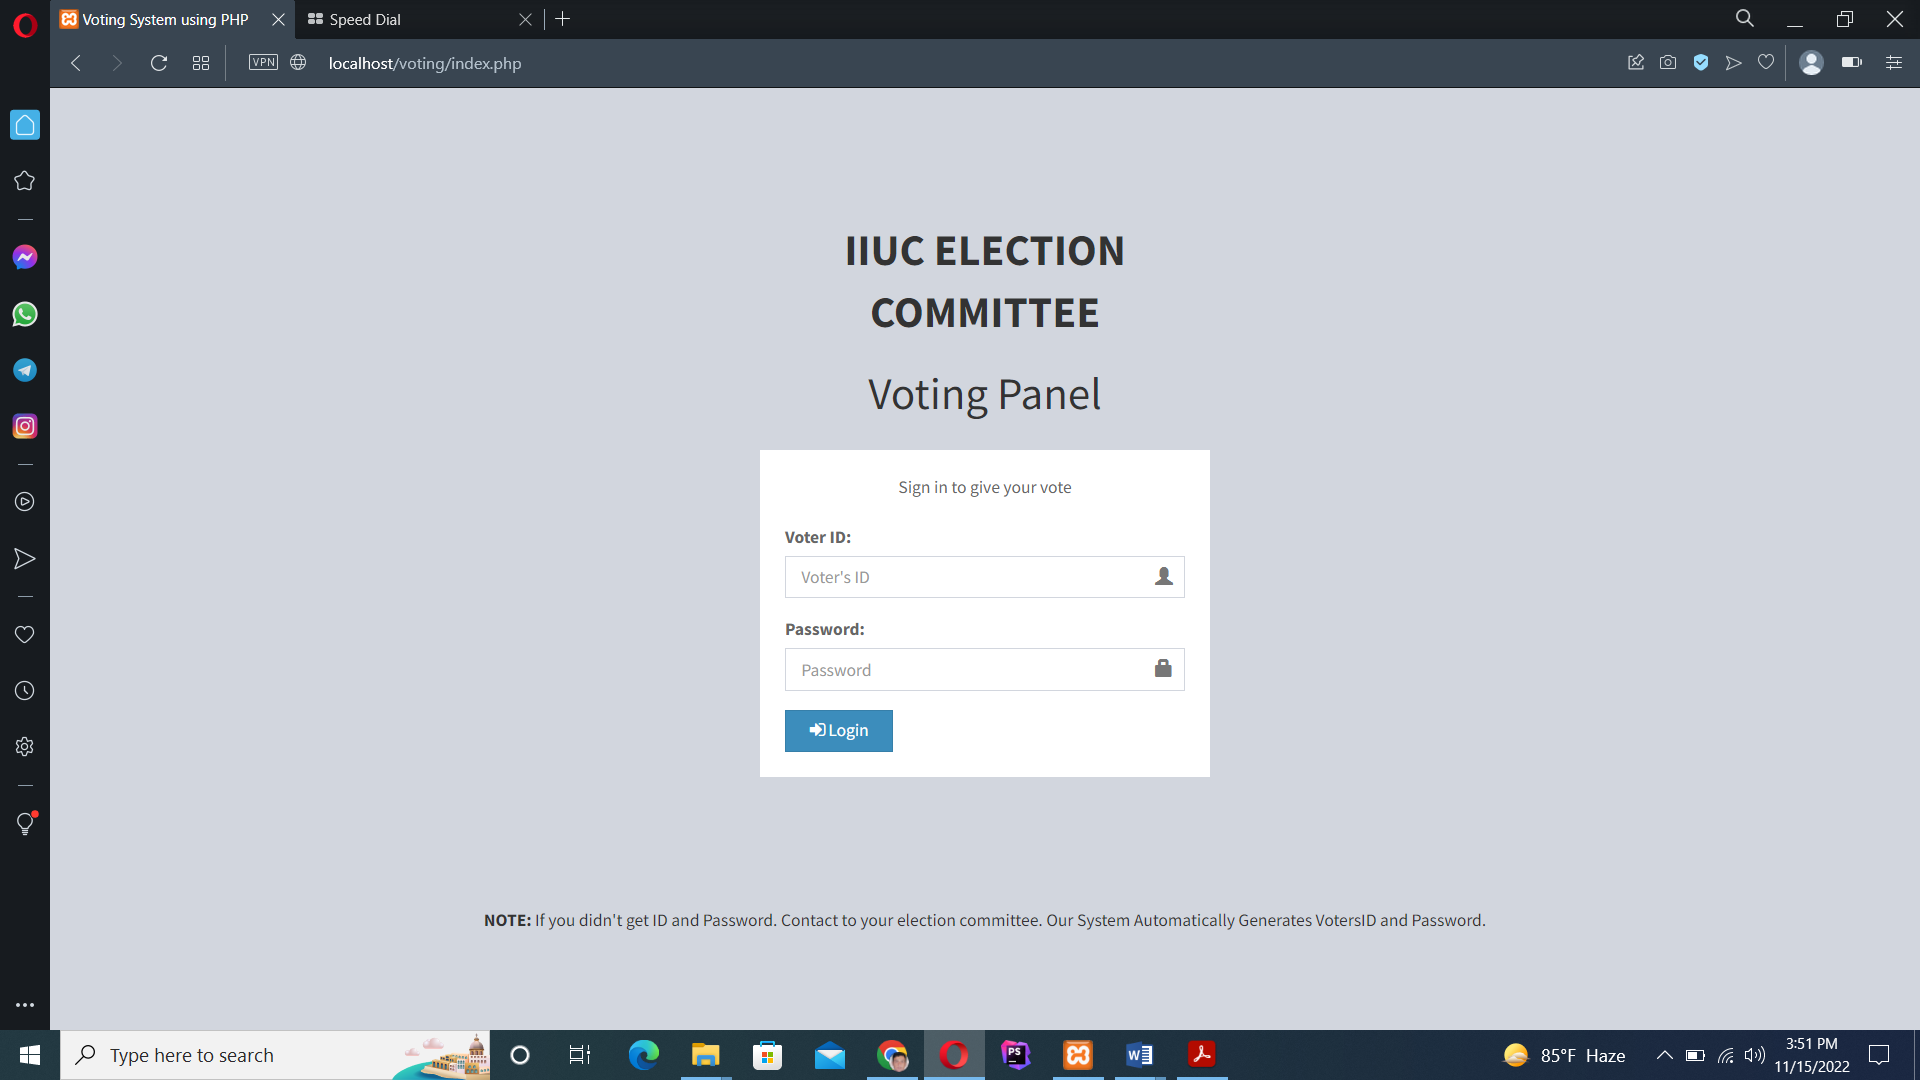 Voting System using PHP
Speed Dial
VPN
localhost/voting/index.php
IIUC ELECTION
COMMITTEE
Voting Panel
Sign in to give your vote
Voter ID:
Voter's ID
Password:
Password
Login
NOTE: If you didn't get ID and Password. Contact to your election committee. Our System Automatically Generates VotersID and Password.
Type here to search
PS
W
85°F Haze
3:51 PM
11/15/2022